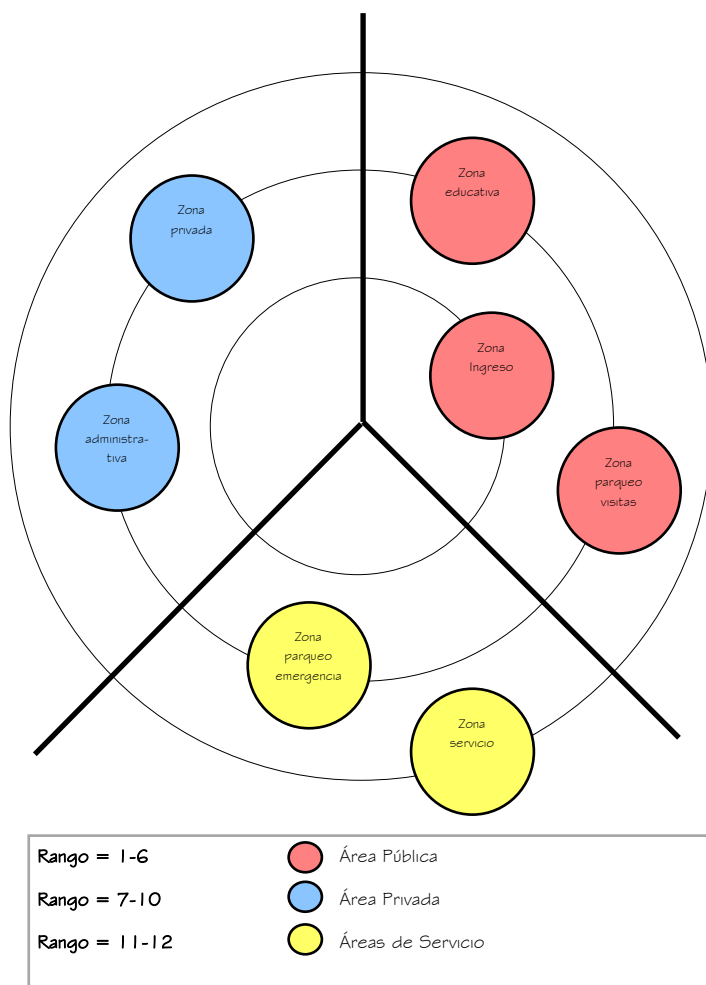 Zona
educativa
Zona
privada
Zona
Ingreso
Zona
administra-
tiva
Zona
parqueo
visitas
Zona
parqueo
emergencia
Zona
servicio
Rango = 1-6
Área Pública
Rango = 7-10
Área Privada
Rango = 11-12
Áreas de Servicio